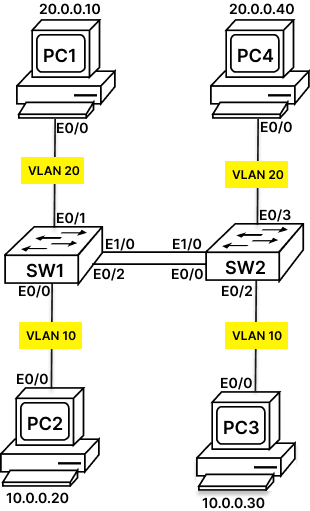 20.0.0.10
20.0.0.40
PC1
PC4
E0/0
E0/0
VLAN 20
VLAN 20
E0/1
E0/3
E1/0
E1/0
SW1
SW2
E0/2
E0/0
E0/0
E0/2
VLAN 10
VLAN 10
E0/0
E0/0
PC2
PC3
10.0.0.20
10.0.0.30